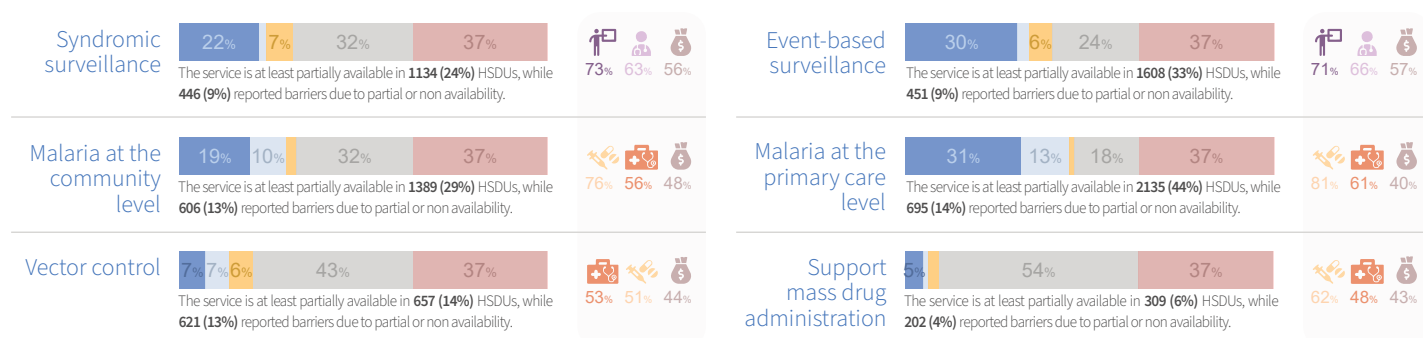 Syndromic
surveillance
22% 7% 32% 37%
The service is at least partially available in 1134 (24%) HSDUs, while
446 (9%) reported barriers due to partial or non availability.
73% 63% 56%
Event-based
surveillance
30% 6% 24% 37%
The service is at least partially available in 1608 (33%) HSDUs, while
451 (9%) reported barriers due to partial or non availability.
71% 66% 57%
Malaria at the
community
level
19% 10% 32% 37%
The service is at least partially available in 1389 (29%) HSDUs, while
606 (13%) reported barriers due to partial or non availability.
76% 56% 48%
Malaria at the
primary care
level
31% 13% 18% 37%
The service is at least partially available in 2135 (44%) HSDUs, while
695 (14%) reported barriers due to partial or non availability.
81% 61% 40%
Vector control
7% 7% 6% 43% 37%
The service is at least partially available in 657 (14%) HSDUs, while
621 (13%) reported barriers due to partial or non availability.
53% 51% 44%
Support
mass drug
administration
5% 54% 37%
The service is at least partially available in 309 (6%) HSDUs, while
202 (4%) reported barriers due to partial or non availability.
62% 48% 43%